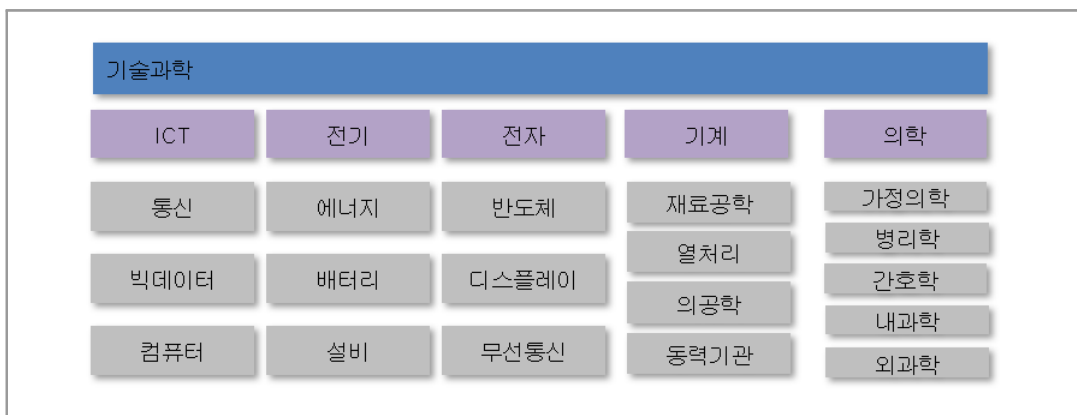 기술과학
ICT
전기
전자
기계
의학
통신
에너지
반도체
재료공학
가정의학
빅데이터
배터리
디스플레이
열처리
병리학
컴퓨터
설비
무선통신
의공학
간호학
동력기관
내과학
외과학